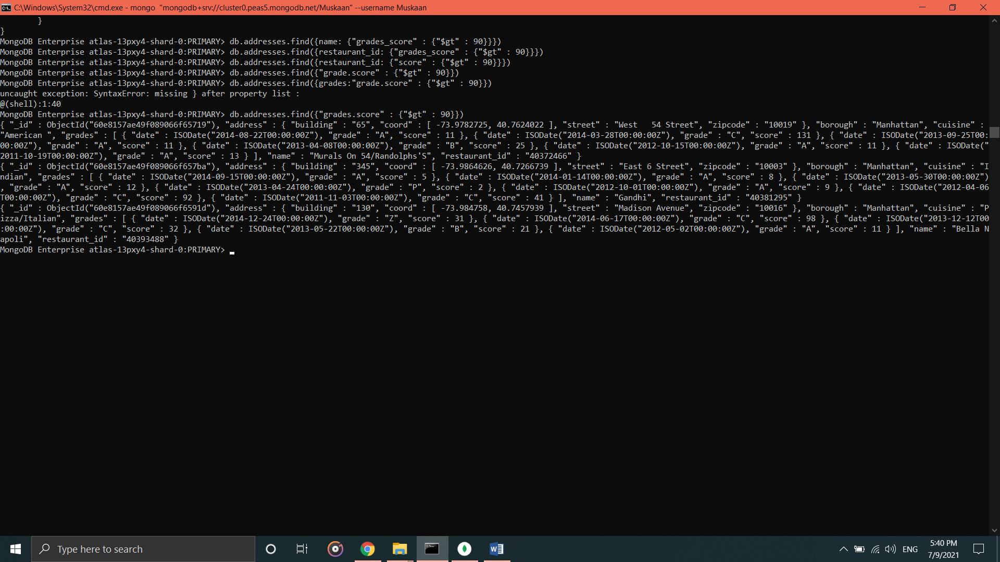 C:\Windows\System32\cmd.exe - mongo  "mongodb+srv://cluster0.peas5.mongodb.net/Muskaan" --username Muskaan
        }
}
MongoDB Enterprise atlas-13pxy4-shard-0:PRIMARY> db.addresses.find({name: {"grades_score" : {"$gt" : 90}}})
MongoDB Enterprise atlas-13pxy4-shard-0:PRIMARY> db.addresses.find({restaurant_id: {"grades_score" : {"$gt" : 90}}})
MongoDB Enterprise atlas-13pxy4-shard-0:PRIMARY> db.addresses.find({restaurant_id: {"score" : {"$gt" : 90}}})
MongoDB Enterprise atlas-13pxy4-shard-0:PRIMARY> db.addresses.find({"grade.score" : {"$gt" : 90}})
MongoDB Enterprise atlas-13pxy4-shard-0:PRIMARY> db.addresses.find({grades:"grade.score" : {"$gt" : 90}})
uncaught exception: SyntaxError: missing } after property list :
@(shell):1:40
MongoDB Enterprise atlas-13pxy4-shard-0:PRIMARY> db.addresses.find({"grades.score" : {"$gt" : 90}})
{ "_id" : ObjectId("60e8157ae49f089066f65719"), "address" : { "building" : "65", "coord" : [ -73.9782725, 40.7624022 ], "street" : "West   54 Street", "zipcode" : "10019" }, "borough" : "Manhattan", "cuisine" :
"American ", "grades" : [ { "date" : ISODate("2014-08-22T00:00:00Z"), "grade" : "A", "score" : 11 }, { "date" : ISODate("2014-03-28T00:00:00Z"), "grade" : "C", "score" : 131 }, { "date" : ISODate("2013-09-25T00:
00:00Z"), "grade" : "A", "score" : 11 }, { "date" : ISODate("2013-04-08T00:00:00Z"), "grade" : "B", "score" : 25 }, { "date" : ISODate("2012-10-15T00:00:00Z"), "grade" : "A", "score" : 11 }, { "date" : ISODate("
2011-10-19T00:00:00Z"), "grade" : "A", "score" : 13 } ], "name" : "Murals On 54/Randolphs'S", "restaurant_id" : "40372466" }
{ "_id" : ObjectId("60e8157ae49f089066f657ba"), "address" : { "building" : "345", "coord" : [ -73.9864626, 40.7266739 ], "street" : "East 6 Street", "zipcode" : "10003" }, "borough" : "Manhattan", "cuisine" : "I
ndian", "grades" : [ { "date" : ISODate("2014-09-15T00:00:00Z"), "grade" : "A", "score" : 5 }, { "date" : ISODate("2014-01-14T00:00:00Z"), "grade" : "A", "score" : 8 }, { "date" : ISODate("2013-05-30T00:00:00Z")
, "grade" : "A", "score" : 12 }, { "date" : ISODate("2013-04-24T00:00:00Z"), "grade" : "P", "score" : 2 }, { "date" : ISODate("2012-10-01T00:00:00Z"), "grade" : "A", "score" : 9 }, { "date" : ISODate("2012-04-06
T00:00:00Z"), "grade" : "C", "score" : 92 }, { "date" : ISODate("2011-11-03T00:00:00Z"), "grade" : "C", "score" : 41 } ], "name" : "Gandhi", "restaurant_id" : "40381295" }
{ "_id" : ObjectId("60e8157ae49f089066f6591d"), "address" : { "building" : "130", "coord" : [ -73.984758, 40.7457939 ], "street" : "Madison Avenue", "zipcode" : "10016" }, "borough" : "Manhattan", "cuisine" : "P
izza/Italian", "grades" : [ { "date" : ISODate("2014-12-24T00:00:00Z"), "grade" : "Z", "score" : 31 }, { "date" : ISODate("2014-06-17T00:00:00Z"), "grade" : "C", "score" : 98 }, { "date" : ISODate("2013-12-12T00
:00:00Z"), "grade" : "C", "score" : 32 }, { "date" : ISODate("2013-05-22T00:00:00Z"), "grade" : "B", "score" : 21 }, { "date" : ISODate("2012-05-02T00:00:00Z"), "grade" : "A", "score" : 11 } ], "name" : "Bella N
apoli", "restaurant_id" : "40393488" }
MongoDB Enterprise atlas-13pxy4-shard-0:PRIMARY>
Type here to search
ENG
5:40 PM
7/9/2021